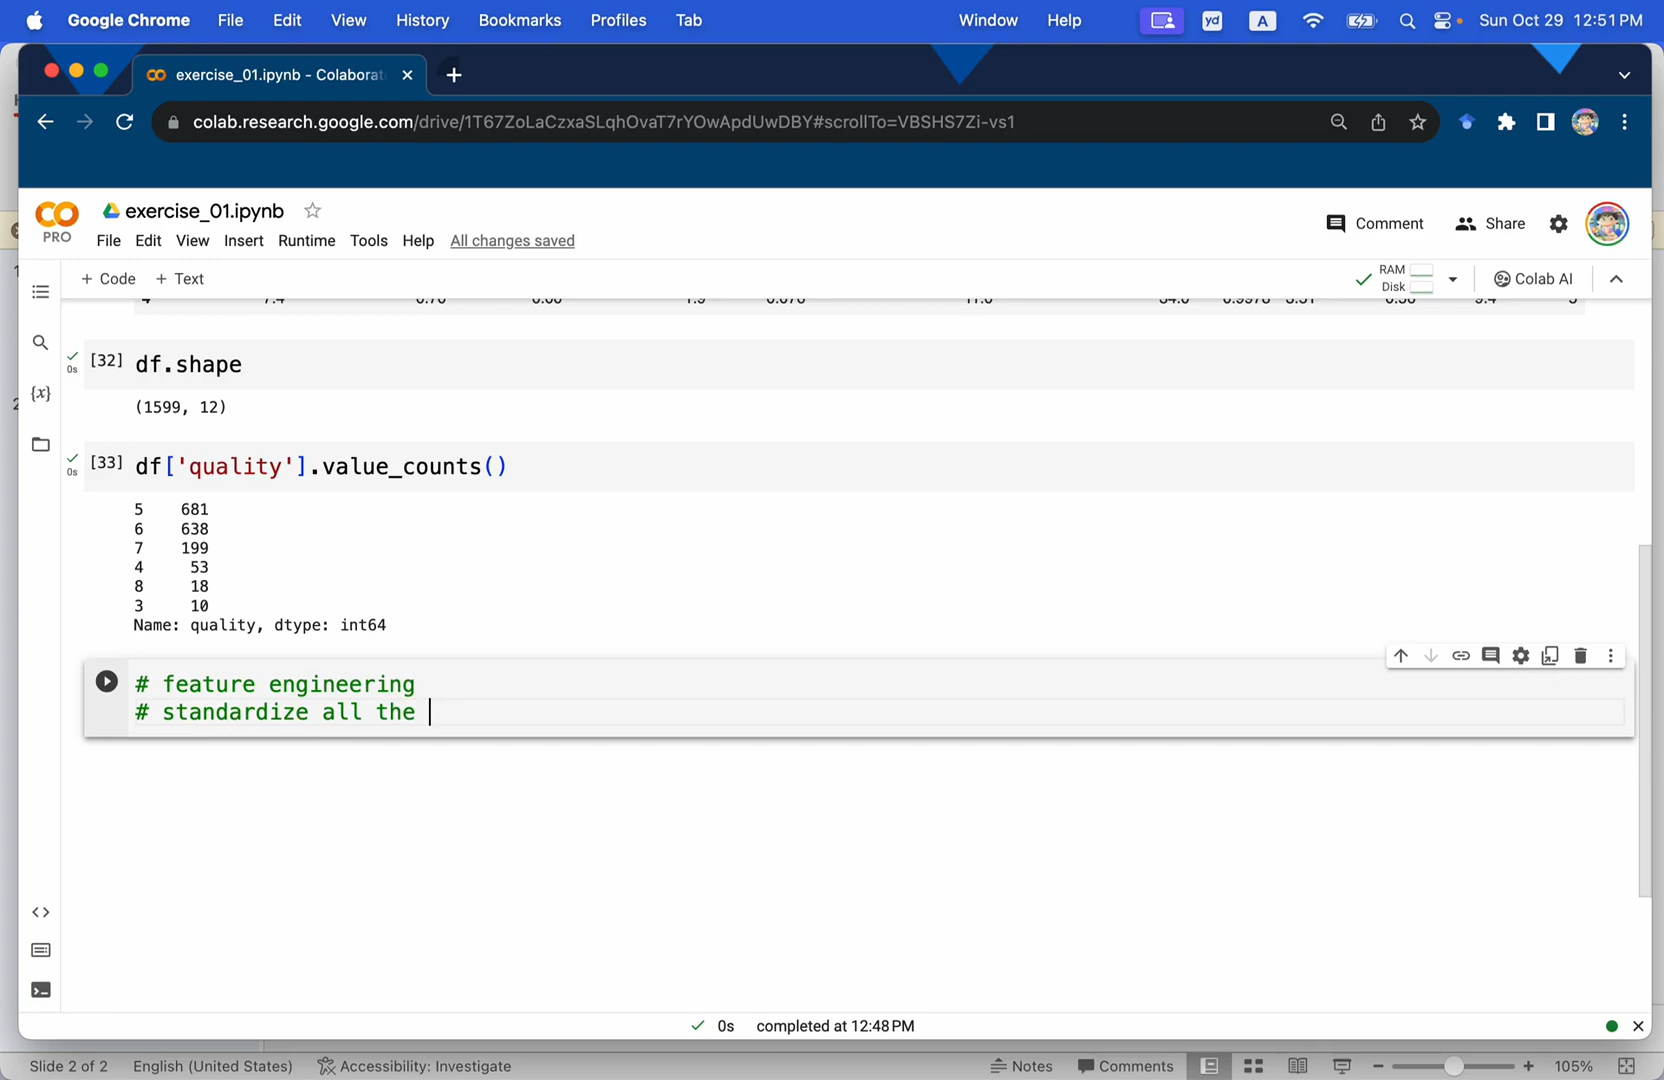 Google Chrome File Edit View History Bookmarks Profiles Tab Window Help yd A Sun Oct 29 12:51 PM
exercise_01.ipynb - Colaborat
colab.research.google.com/drive/1T67ZoLaCzxaSLqhOvaT7rYOwApdUwDBY#scrollTo=VBSHS7Zi-vs1
PRO
exercise_01.ipynb
Comment Share
File Edit View Insert Runtime Tools Help All changes saved
+ Code + Text
RAM
Disk
Colab AI
[32] df.shape
0s
(1599, 12)
{x}
[33] df['quality'].value_counts()
0s
5 681
6 638
7 199
4 53
8 18
3 10
Name: quality, dtype: int64
# feature engineering
# standardize all the
0s completed at 12:48 PM
Slide 2 of 2 English (United States) Accessibility: Investigate Notes Comments 105%